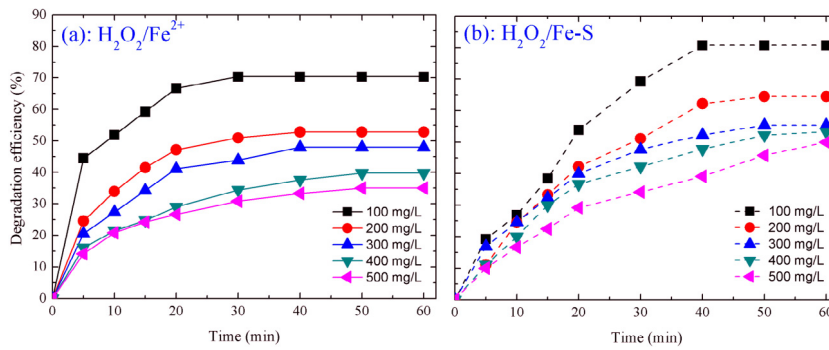 (a): H₂O₂/Fe²⁺
Degradation efficiency (%)
90
80
70
60
50
40
30
20
10
0
100 mg/L
200 mg/L
300 mg/L
400 mg/L
500 mg/L
0 10 20 30 40 50 60
Time (min)
(b): H₂O₂/Fe-S
100 mg/L
200 mg/L
300 mg/L
400 mg/L
500 mg/L
0 10 20 30 40 50 60
Time (min)